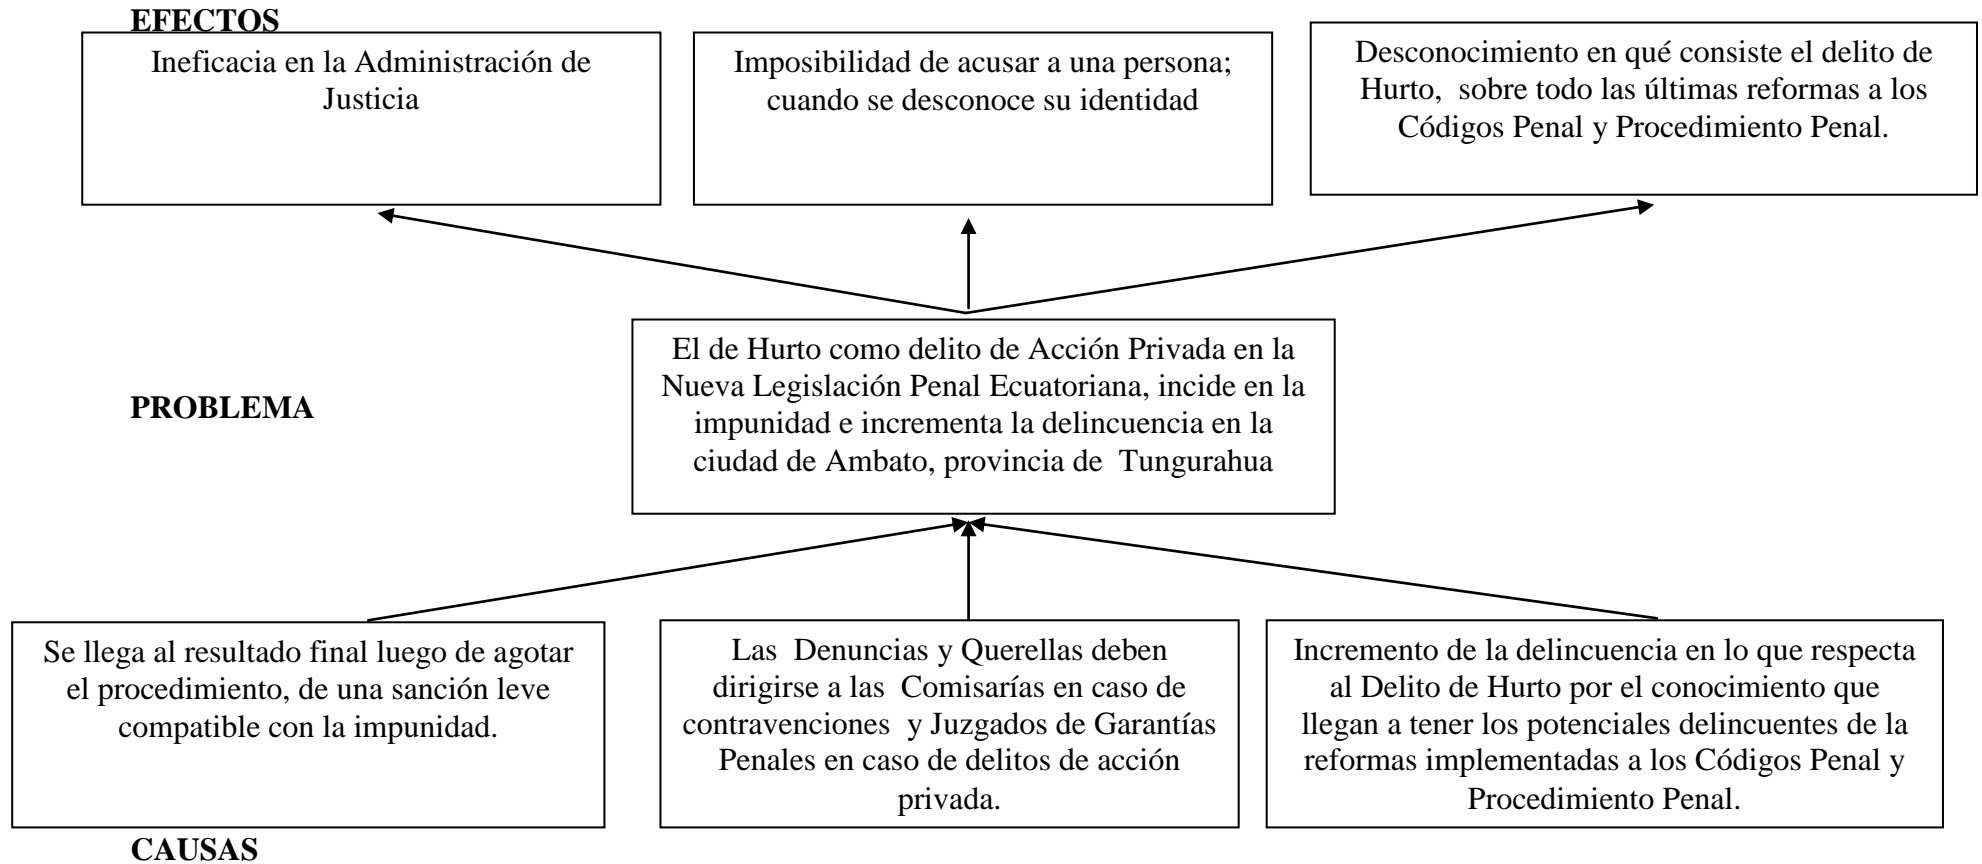 EFECTOS
Ineficacia en la Administración de
Justicia
Imposibilidad de acusar a una persona;
cuando se desconoce su identidad
Desconocimiento en qué consiste el delito de
Hurto, sobre todo las últimas reformas a los
Códigos Penal y Procedimiento Penal.
PROBLEMA
El de Hurto como delito de Acción Privada en la
Nueva Legislación Penal Ecuatoriana, incide en la
impunidad e incrementa la delincuencia en la
ciudad de Ambato, provincia de Tungurahua
Se llega al resultado final luego de agotar
el procedimiento, de una sanción leve
compatible con la impunidad.
Las Denuncias y Querellas deben
dirigirse a las Comisarías en caso de
contravenciones y Juzgados de Garantías
Penales en caso de delitos de acción
privada.
Incremento de la delincuencia en lo que respecta
al Delito de Hurto por el conocimiento que
llegan a tener los potenciales delincuentes de la
reformas implementadas a los Códigos Penal y
Procedimiento Penal.
CAUSAS